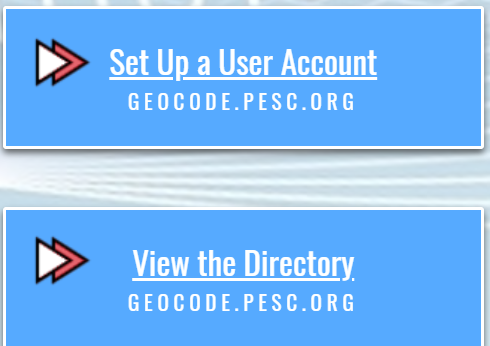 Set Up a User Account
GEOCODE.PESC.ORG
View the Directory
GEOCODE.PESC.ORG